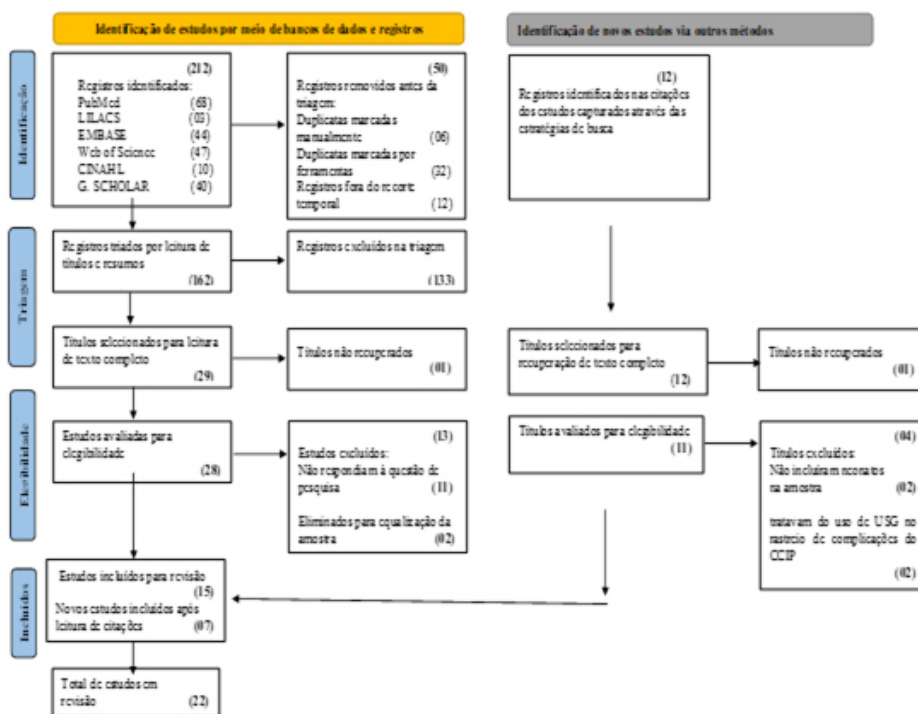 Identificação de estudos por meio de bancos de dados e registros
Identificação de novos estudos via outros métodos
Identificação
(212)
Registros identificados:
PubMed (68)
LILACS (03)
EMBASE (44)
Web of Science (47)
CINAHL (10)
G. SCHOLAR (40)
(50)
Registros removidos antes da
triagem:
Duplicatas marcadas
manualmente (06)
Duplicatas marcadas por
ferramentas (32)
Registros fora do recorte
temporal (12)
(12)
Registros identificados nas citações
dos estudos capturados através das
estratégias de busca
Triagem
Registros triados por leitura de
títulos e resumos
(162)
Registros excluídos na triagem
(133)
Títulos selecionados para leitura
de texto completo
(29)
Títulos não recuperados
(01)
Títulos selecionados para
recuperação de texto completo
(12)
Títulos não recuperados
(01)
Elegibilidade
Estudos avaliadas para
elegibilidade
(28)
(13)
Estudos excluídos:
Não respondiam à questão de
pesquisa (11)
Eliminados para equalização da
amostra (02)
Títulos avaliados para elegibilidade
(11)
(04)
Títulos excluídos:
Não incluíram neonatos
na amostra (02)
tratavam do uso de USG no
rastreio de complicações do
CCIP
(02)
Incluídos
Estudos incluídos para revisão
(15)
Novos estudos incluídos após
leitura de citações (07)
Total de estudos em
revisão (22)